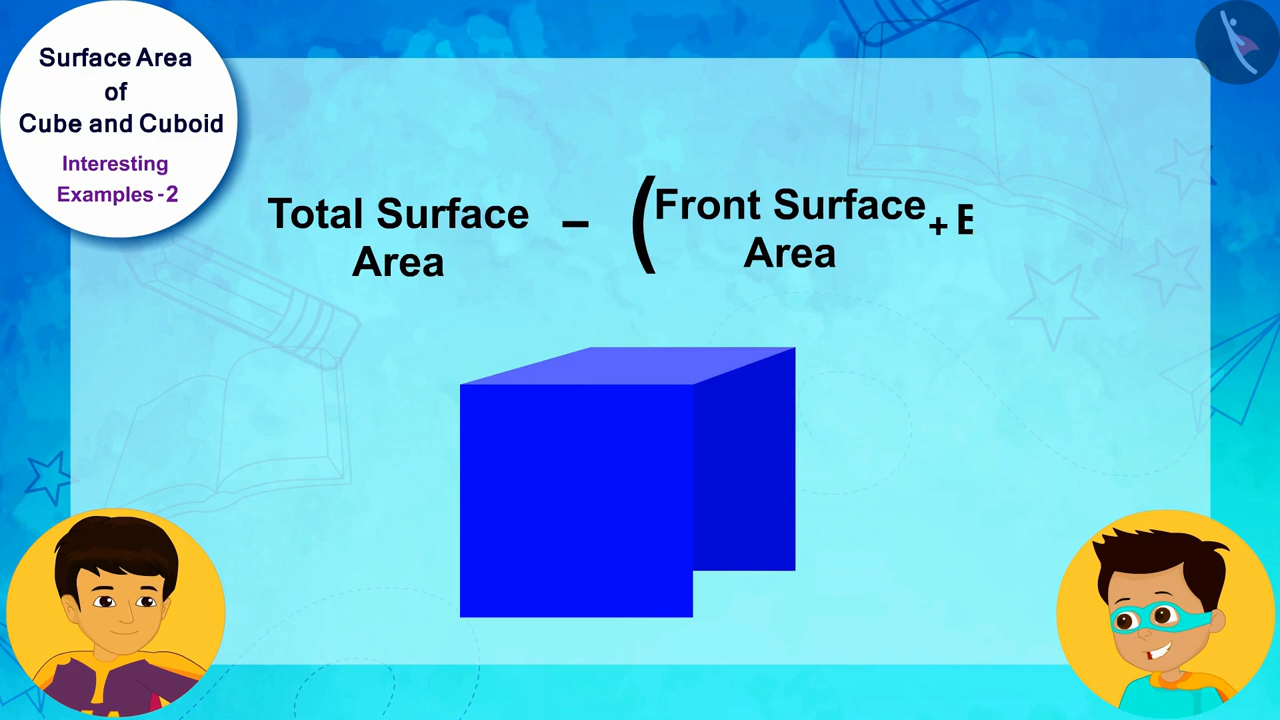 Surface Area
of
Cube and Cuboid
Interesting
Examples - 2
Total Surface
Area
–
(Front Surface
Area
+ E